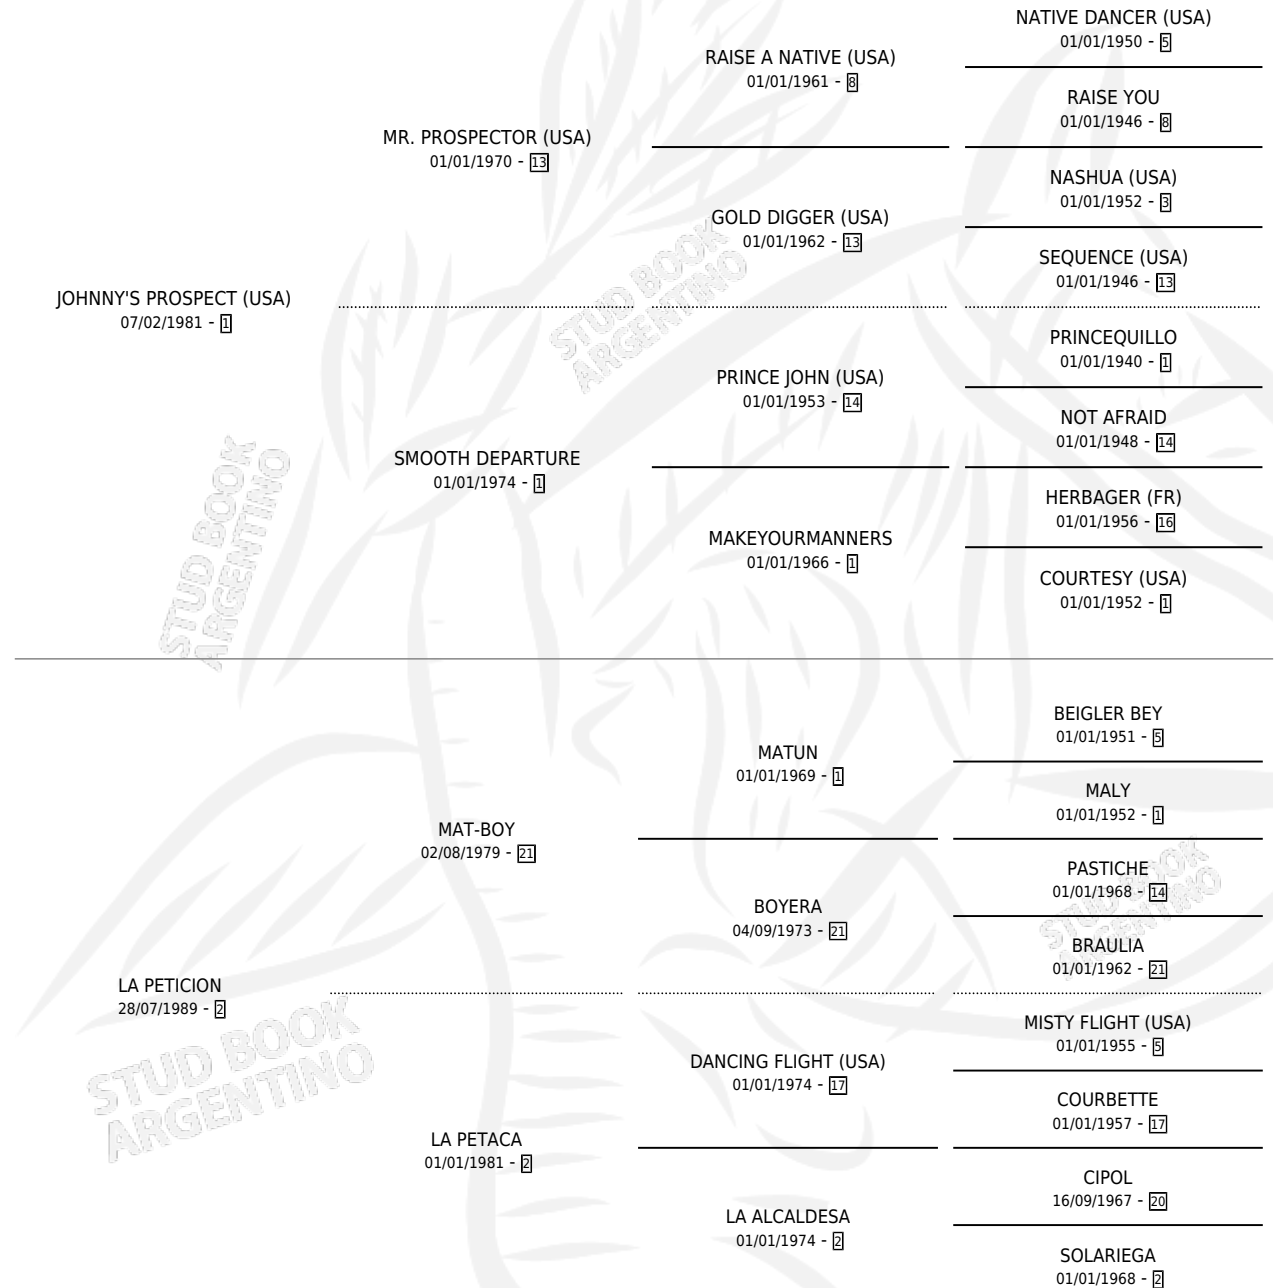 NATIVE DANCER (USA)
01/01/1950 - 5
RAISE A NATIVE (USA)
01/01/1961 - 8
RAISE YOU
01/01/1946 - 8
MR. PROSPECTOR (USA)
01/01/1970 - 13
NASHUA (USA)
01/01/1952 - 3
GOLD DIGGER (USA)
01/01/1962 - 13
SEQUENCE (USA)
01/01/1946 - 13
JOHNNY'S PROSPECT (USA)
07/02/1981 - 1
PRINCEQUILLO
01/01/1940 - 1
PRINCE JOHN (USA)
01/01/1953 - 14
NOT AFRAID
01/01/1948 - 14
SMOOTH DEPARTURE
01/01/1974 - 1
HERBAGER (FR)
01/01/1956 - 16
MAKEYOURMANNERS
01/01/1966 - 1
COURTESY (USA)
01/01/1952 - 1
BEIGLER BEY
01/01/1951 - 5
MATUN
01/01/1969 - 1
MALY
01/01/1952 - 1
MAT-BOY
02/08/1979 - 21
PASTICHE
01/01/1968 - 14
BOYERA
04/09/1973 - 21
BRAULIA
01/01/1962 - 21
LA PETICION
28/07/1989 - 2
MISTY FLIGHT (USA)
01/01/1955 - 5
DANCING FLIGHT (USA)
01/01/1974 - 17
COURBETTE
01/01/1957 - 17
LA PETACA
01/01/1981 - 2
CIPOL
16/09/1967 - 20
LA ALCALDESA
01/01/1974 - 2
SOLARIEGA
01/01/1968 - 2
STUD BOOK
ARGENTINO
STUD BOOK
ARGENTINO
STUD BOOK
ARGENTINO
STUD BOOK
ARGENTINO